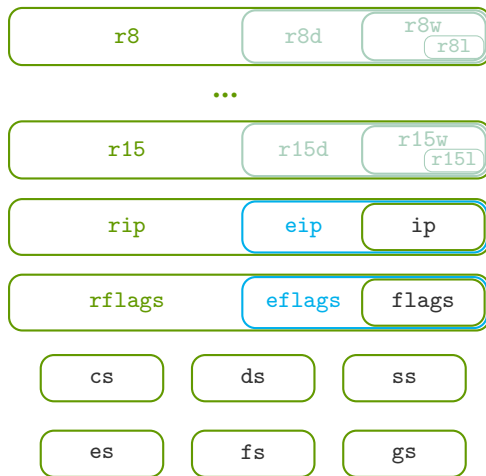 r8 r8d r8w
r8l
...
r15 r15d r15w
r15l
rip eip ip
rflags eflags flags
cs ds ss
es fs gs